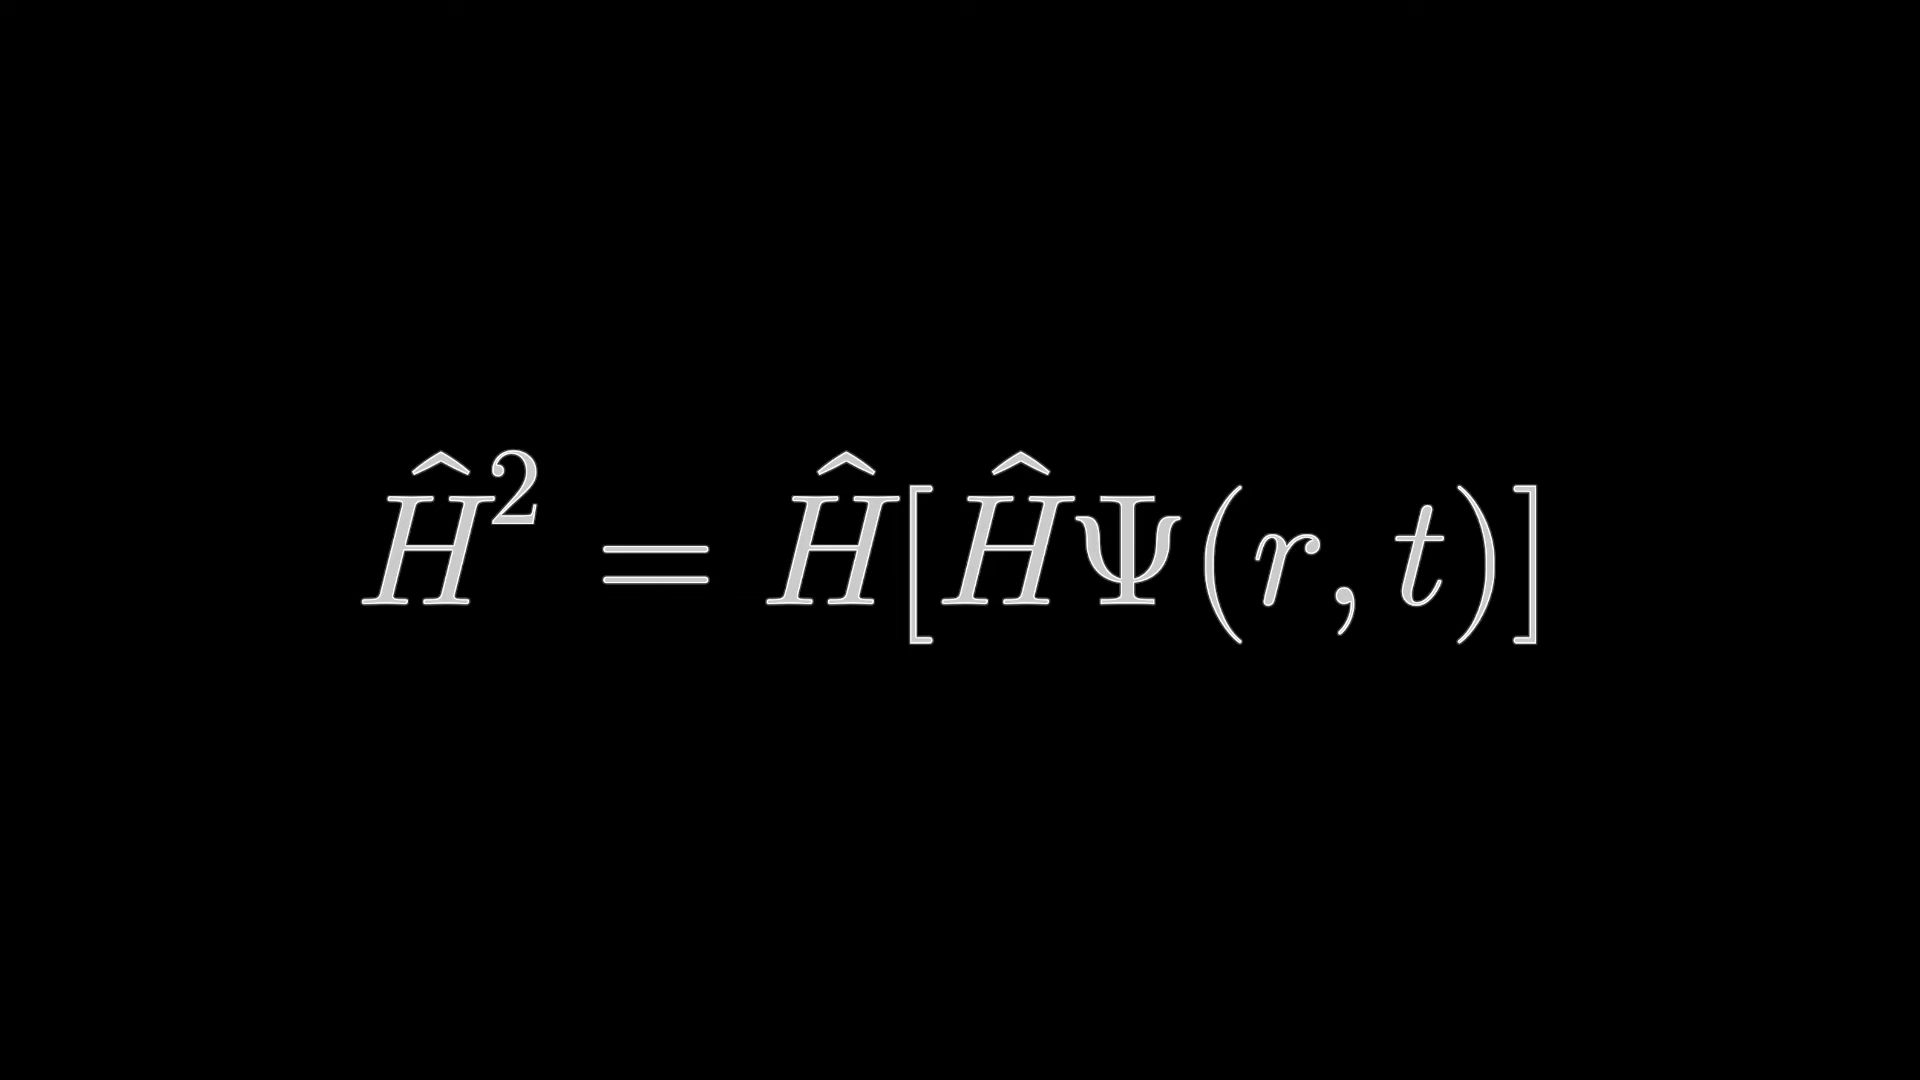 Ĥ² = Ĥ[ĤΨ(r, t)]